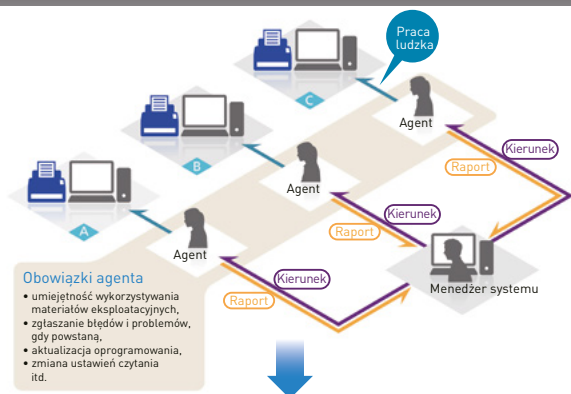 Praca
ludzka
C
Agent
Kierunek
Raport
B
Agent
Kierunek
Raport
A
Agent
Kierunek
Raport
Menedżer systemu
Obowiązki agenta
• umiejętność wykorzystywania
materiałów eksploatacyjnych,
• zgłaszanie błędów i problemów,
gdy powstaną,
• aktualizacja oprogramowania,
• zmiana ustawień czytania
itd.